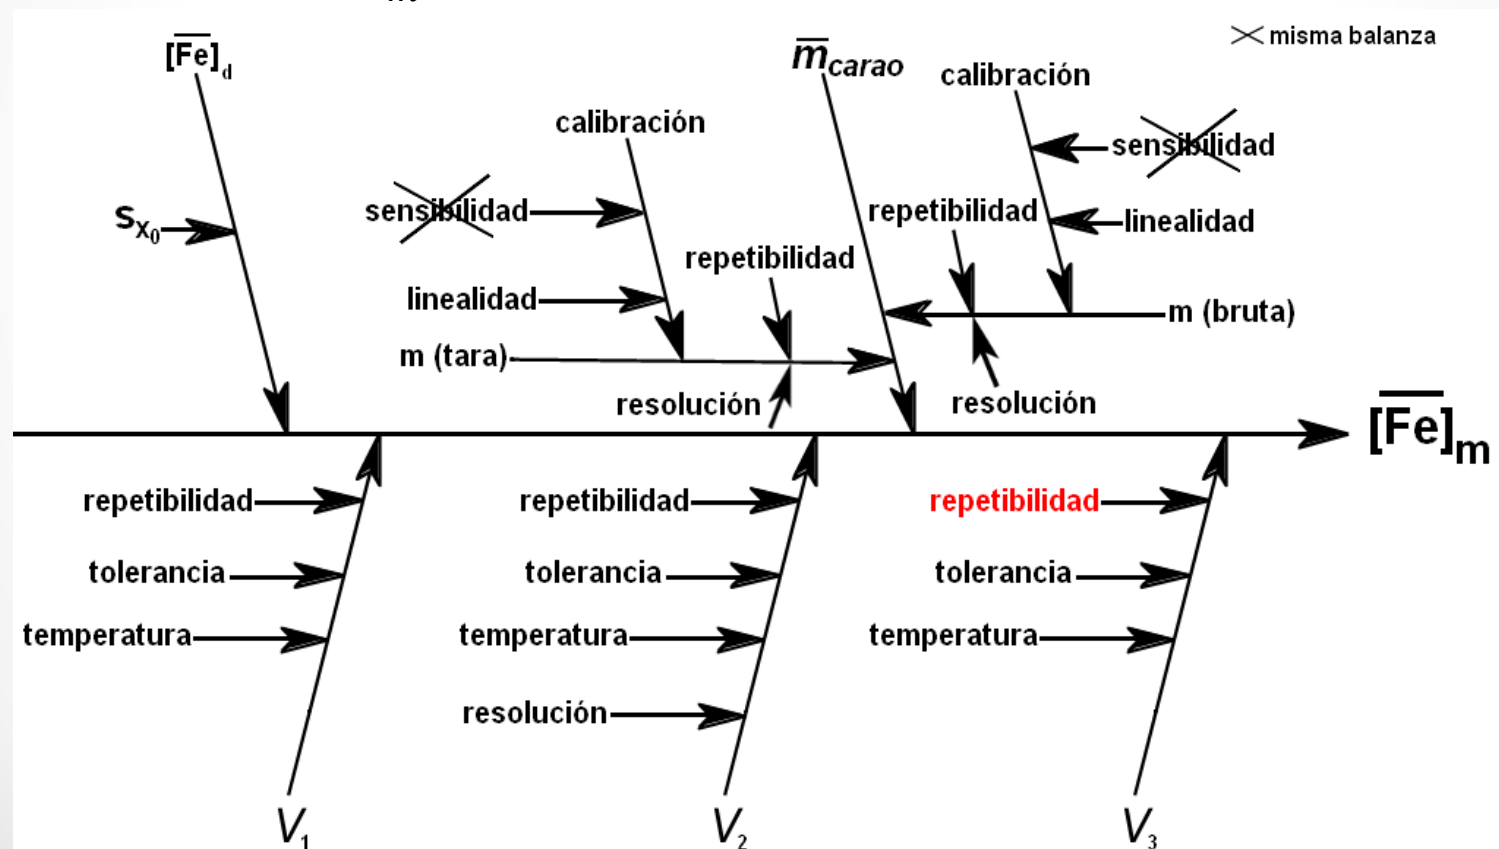 [Fe]d
m carao
misma balanza
calibración
calibración
sensibilidad
sensibilidad
repetibilidad
linealidad
Sx0
repetibilidad
linealidad
m (bruta)
m (tara)
resolución
resolución
[Fe]m
repetibilidad
repetibilidad
repetibilidad
tolerancia
tolerancia
tolerancia
temperatura
temperatura
temperatura
resolución
V1
V2
V3